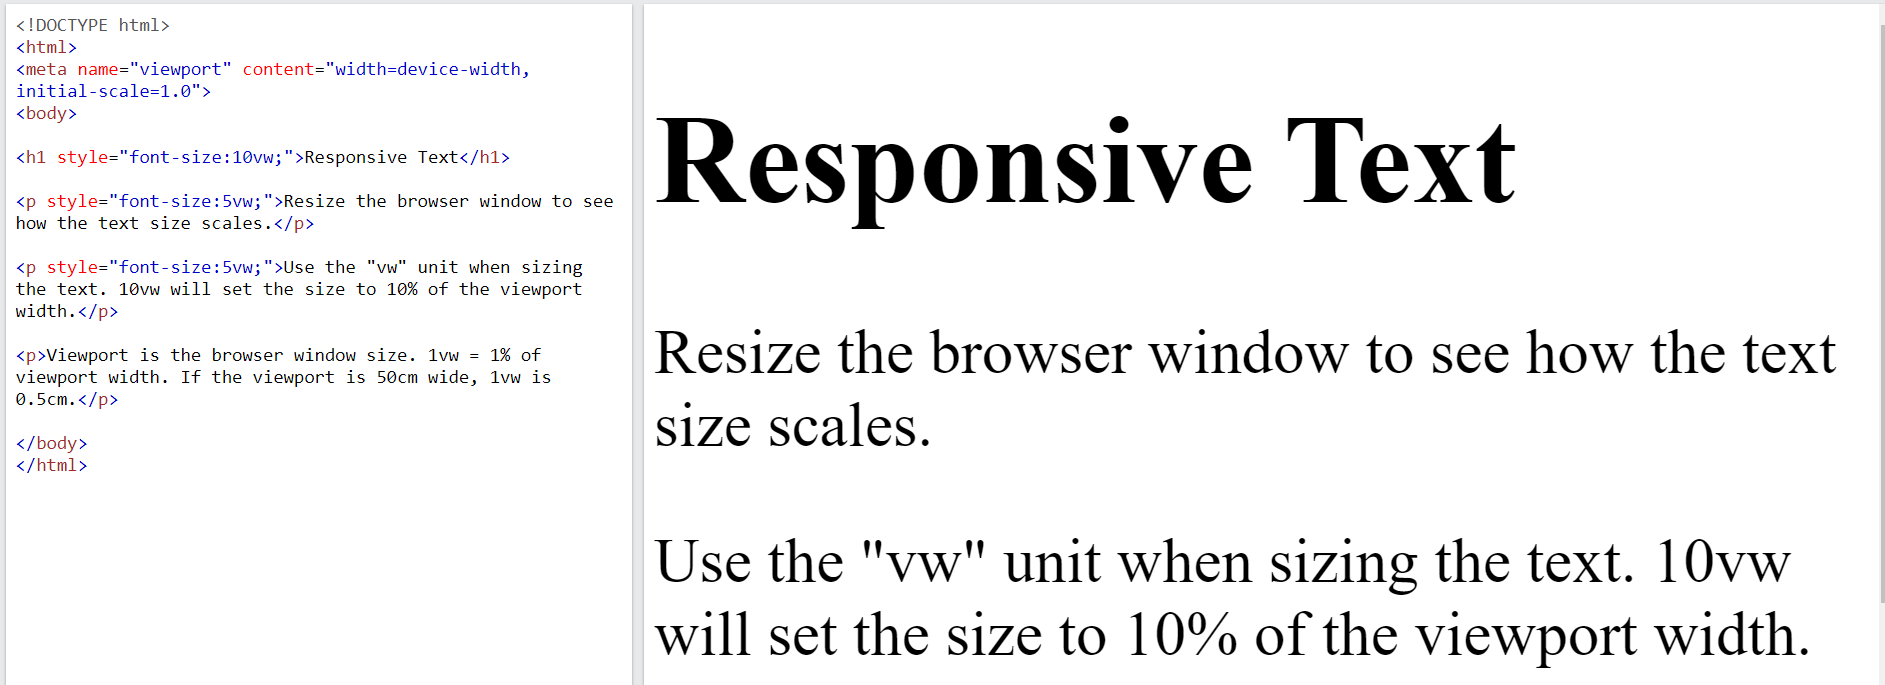 <!DOCTYPE html>
<html>
<meta name="viewport" content="width=device-width,
initial-scale=1.0">
<body>
<h1 style="font-size:10vw;">Responsive Text</h1>
<p style="font-size:5vw;">Resize the browser window to see
how the text size scales.</p>
<p style="font-size:5vw;">Use the "vw" unit when sizing
the text. 10vw will set the size to 10% of the viewport
width.</p>
<p>Viewport is the browser window size. 1vw = 1% of
viewport width. If the viewport is 50cm wide, 1vw is
0.5cm.</p>
</body>
</html>
Responsive Text
Resize the browser window to see how the text
size scales.
Use the "vw" unit when sizing the text. 10vw
will set the size to 10% of the viewport width.